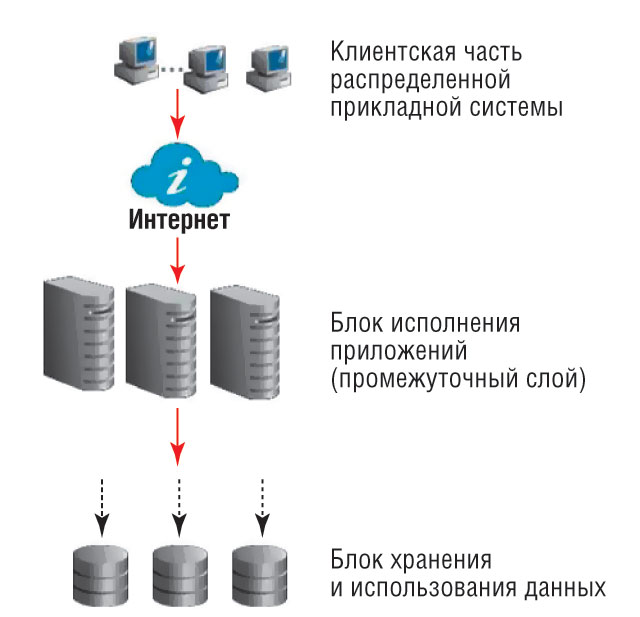 Клиентская часть
распределенной
прикладной системы
i
Интернет
Блок исполнения
приложений
(промежуточный слой)
Блок хранения
и использования данных